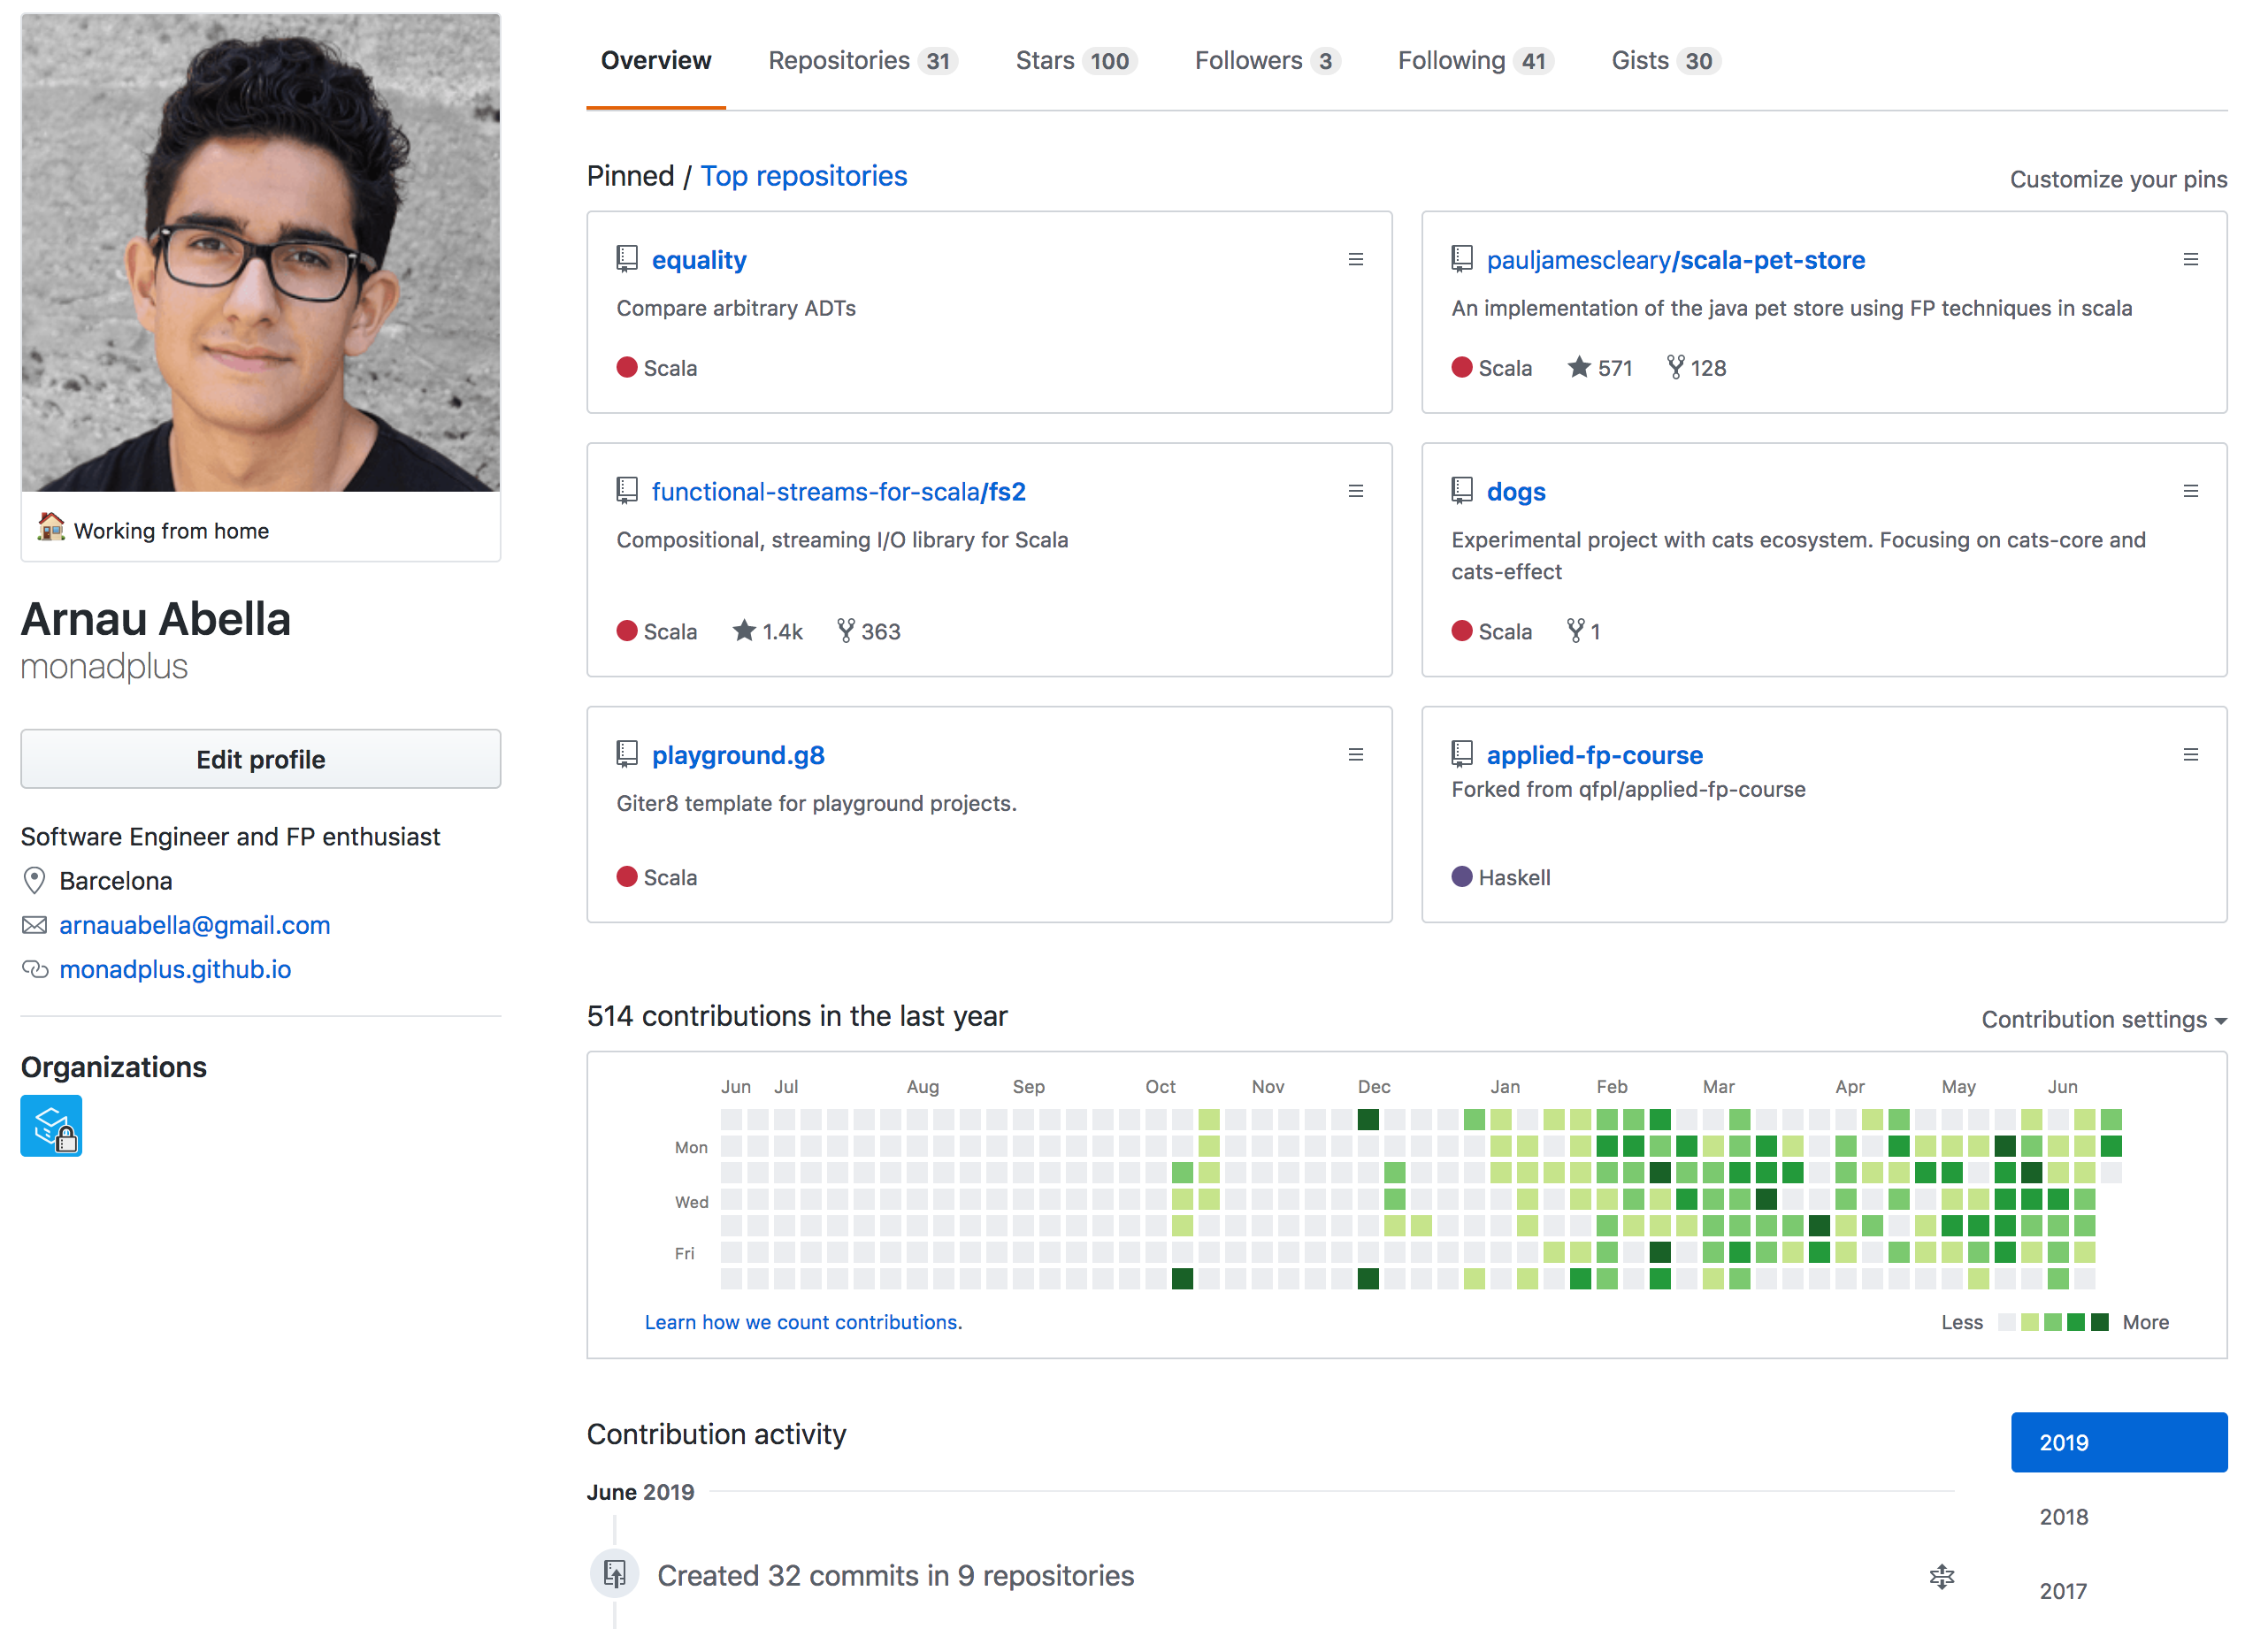 Overview
Repositories 31
Stars 100
Followers 3
Following 41
Gists 30
Working from home
Arnau Abella
monadplus
Edit profile
Software Engineer and FP enthusiast
Barcelona
arnauabella@gmail.com
monadplus.github.io
Organizations
Pinned / Top repositories
Customize your pins
equality
Compare arbitrary ADTs
Scala
pauljamescleary/scala-pet-store
An implementation of the java pet store using FP techniques in scala
Scala 571 128
functional-streams-for-scala/fs2
Compositional, streaming I/O library for Scala
Scala 1.4k 363
dogs
Experimental project with cats ecosystem. Focusing on cats-core and
cats-effect
Scala 1
playground.g8
Giter8 template for playground projects.
Scala
applied-fp-course
Forked from qfpl/applied-fp-course
Haskell
514 contributions in the last year
Contribution settings
Jun Jul Aug Sep Oct Nov Dec Jan Feb Mar Apr May Jun
Mon
Wed
Fri
Learn how we count contributions.
Less More
Contribution activity
2019
2018
2017
June 2019
Created 32 commits in 9 repositories